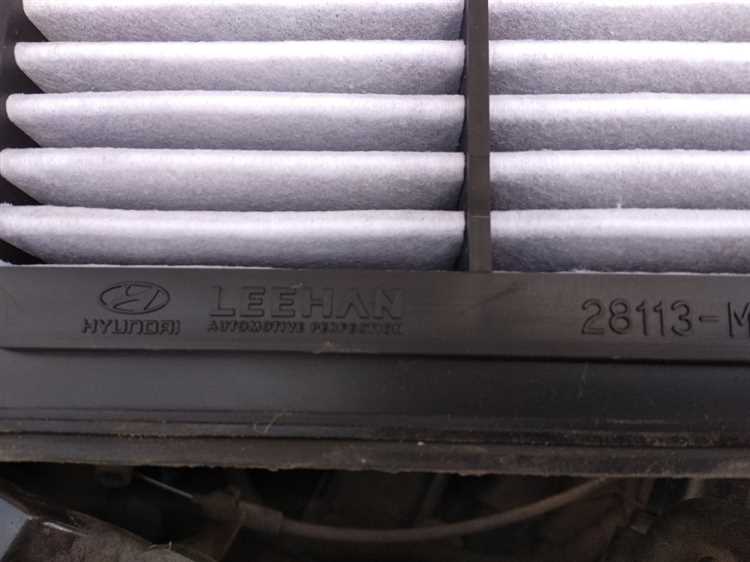 HYUNDAI
LEEHAN
AUTOMOTIVE PERFECTION
28113-M